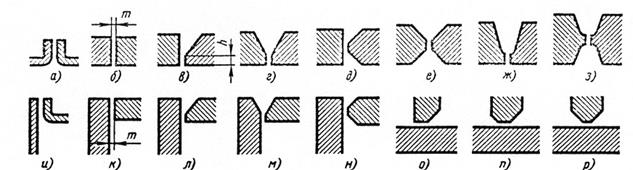 m
h
а) б) в) г) д) е) ж) з)
m
и) к) л) м) н) о) п) р)